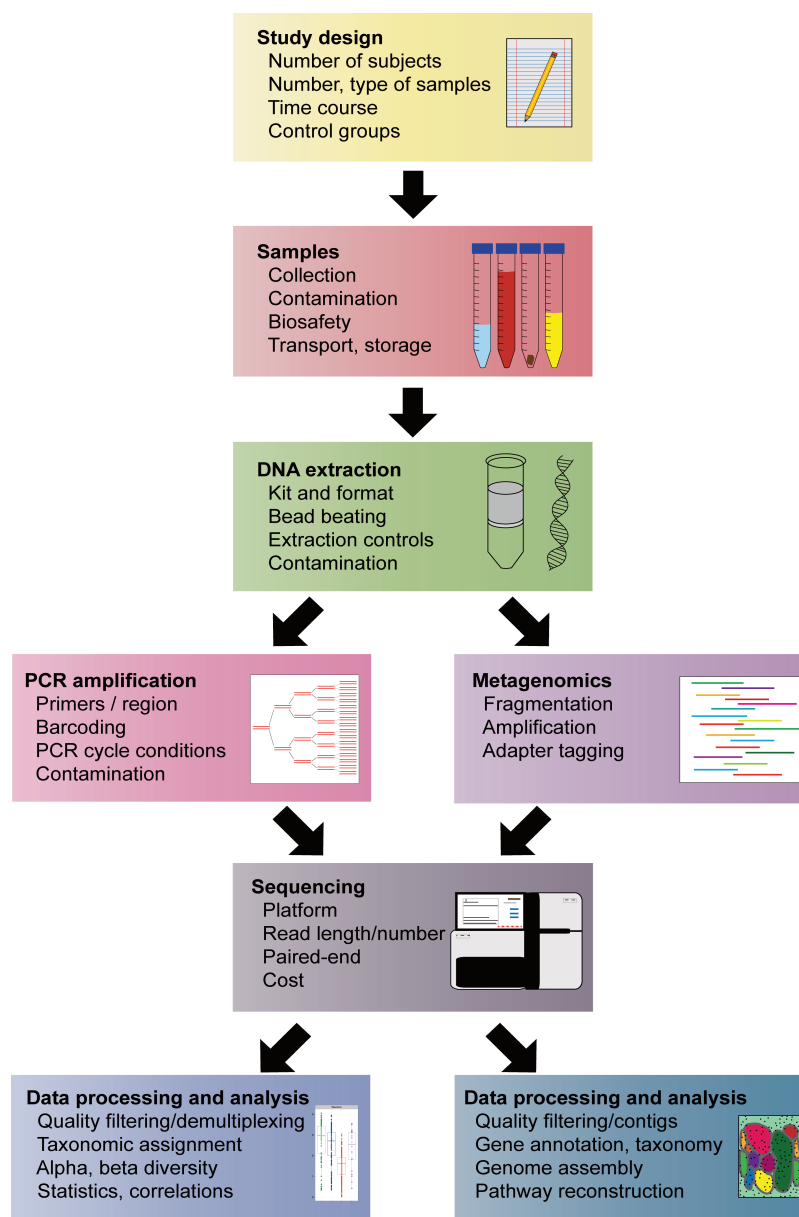 Study design
Number of subjects
Number, type of samples
Time course
Control groups
Samples
Collection
Contamination
Biosafety
Transport, storage
DNA extraction
Kit and format
Bead beating
Extraction controls
Contamination
PCR amplification
Primers / region
Barcoding
PCR cycle conditions
Contamination
Metagenomics
Fragmentation
Amplification
Adapter tagging
Sequencing
Platform
Read length/number
Paired-end
Cost
Data processing and analysis
Quality filtering/demultiplexing
Taxonomic assignment
Alpha, beta diversity
Statistics, correlations
Data processing and analysis
Quality filtering/contigs
Gene annotation, taxonomy
Genome assembly
Pathway reconstruction